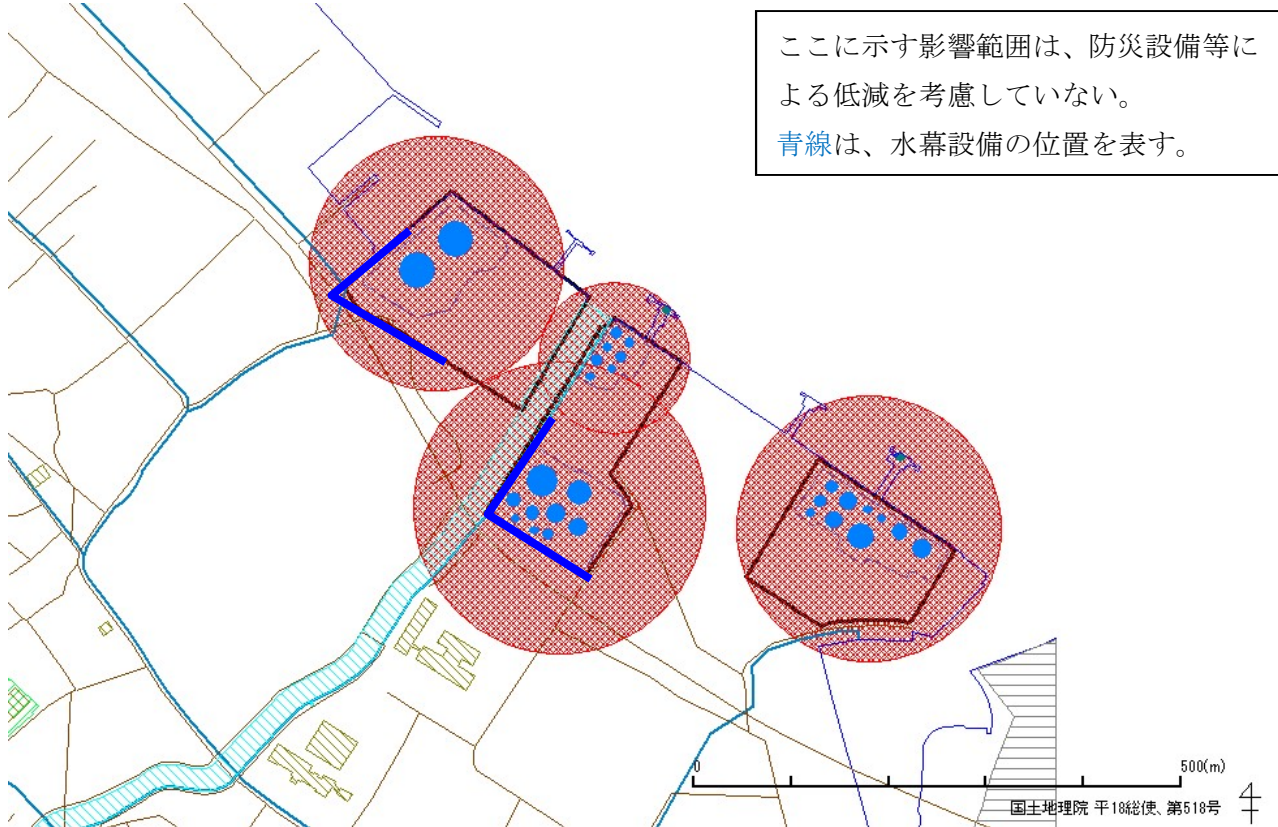 ここに示す影響範囲は、防災設備等に
よる低減を考慮していない。
青線は、水幕設備の位置を表す。
0 500(m)
国土地理院 平18総使、第518号